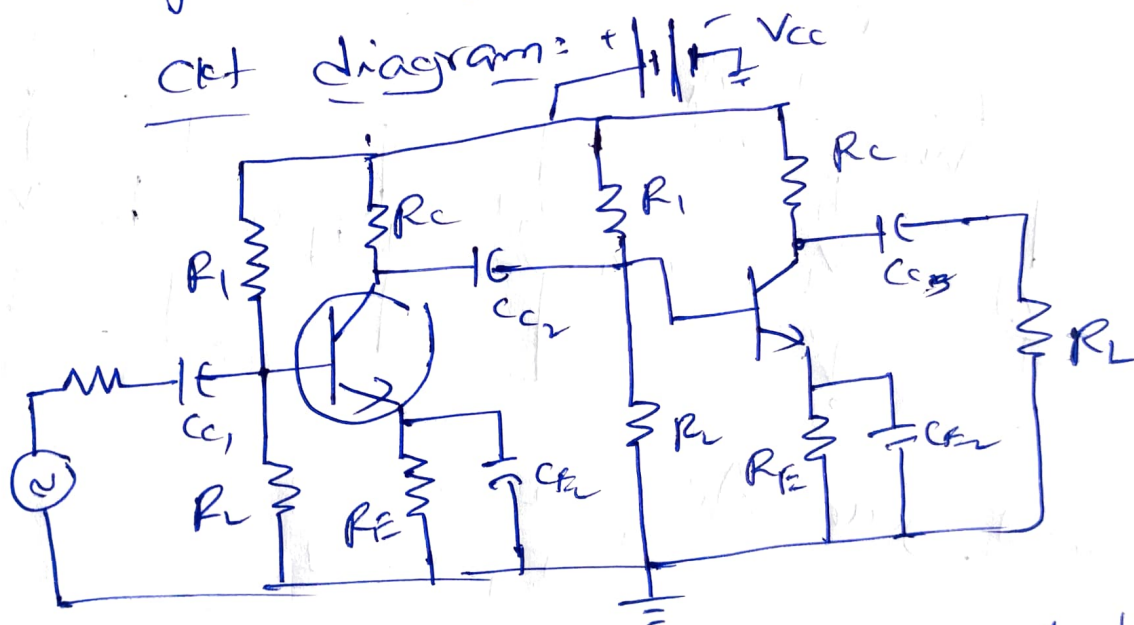 Ckt diagram:
+ - Vcc
Rc
R1
Rc
R1
Cc2
Cc3
RL
Cc1
R2
RE
CE2
R2
RE
CE2